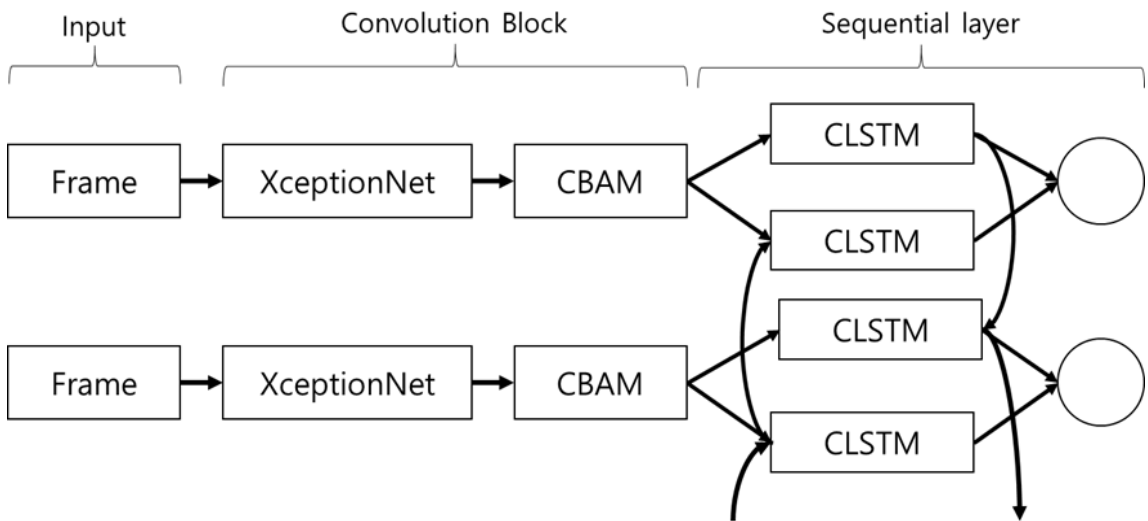 Input
Convolution Block
Sequential layer
Frame
XceptionNet
CBAM
CLSTM
CLSTM
Frame
XceptionNet
CBAM
CLSTM
CLSTM